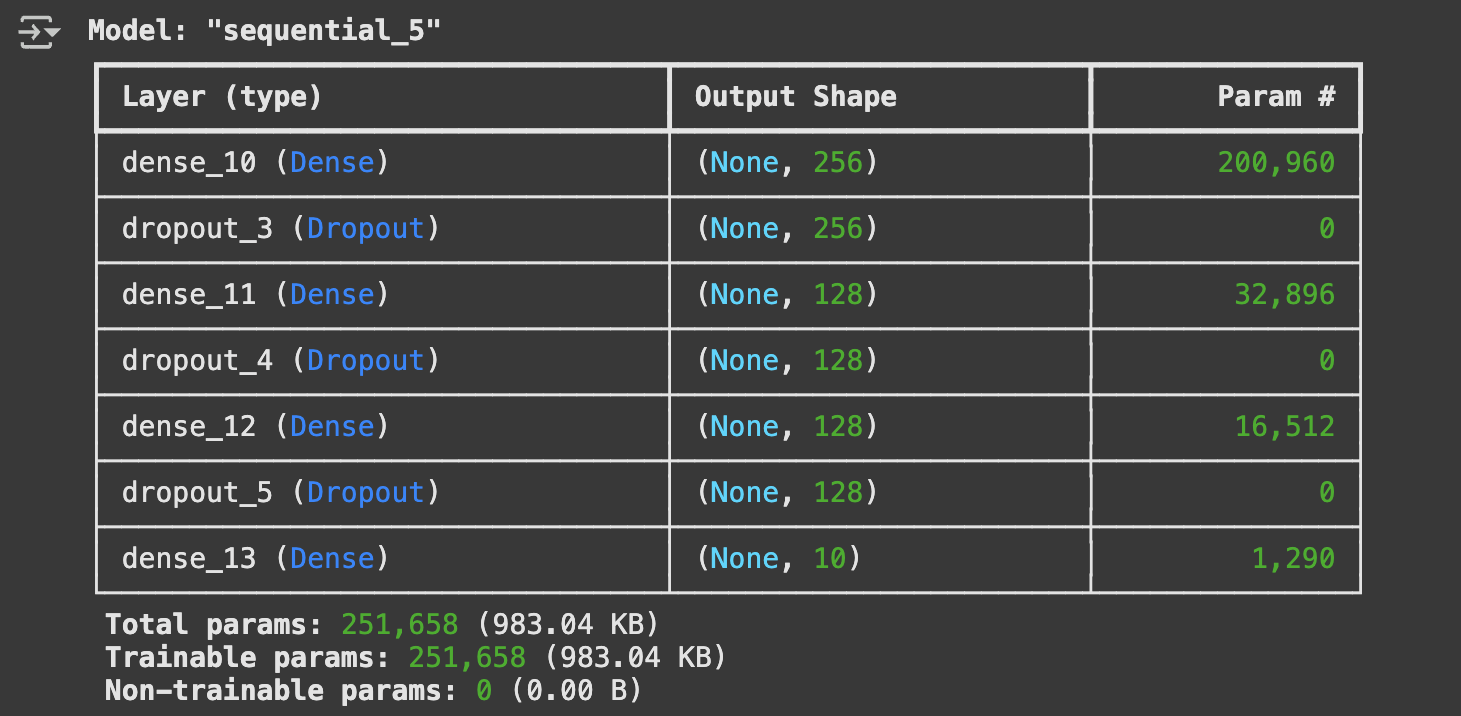 Model: "sequential_5"
Layer (type) Output Shape Param #
dense_10 (Dense) (None, 256) 200,960
dropout_3 (Dropout) (None, 256) 0
dense_11 (Dense) (None, 128) 32,896
dropout_4 (Dropout) (None, 128) 0
dense_12 (Dense) (None, 128) 16,512
dropout_5 (Dropout) (None, 128) 0
dense_13 (Dense) (None, 10) 1,290
Total params: 251,658 (983.04 KB)
Trainable params: 251,658 (983.04 KB)
Non-trainable params: 0 (0.00 B)